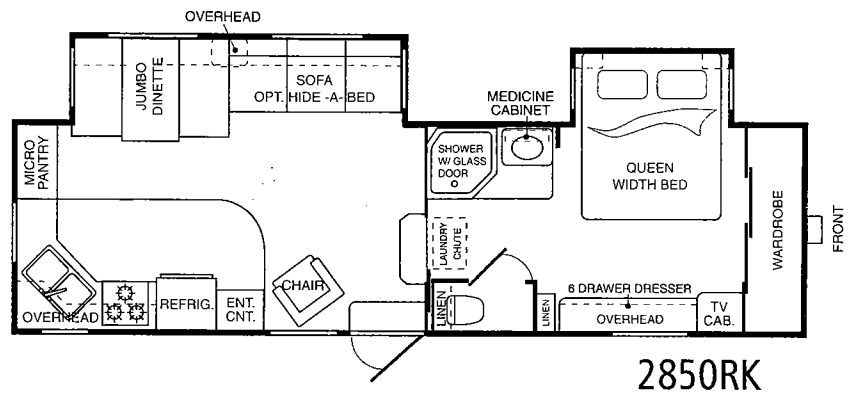 OVERHEAD
JUMBO
DINETTE
SOFA
OPT. HIDE -A- BED
MEDICINE
CABINET
MICRO
PANTRY
SHOWER
W/ GLASS
DOOR
QUEEN
WIDTH BED
WARDROBE
FRONT
LAUNDRY
CHUTE
CHAIR
6 DRAWER DRESSER
OVERHEAD
REFRIG.
ENT.
CNT.
LINEN
LINEN
OVERHEAD
TV
CAB.
2850RK